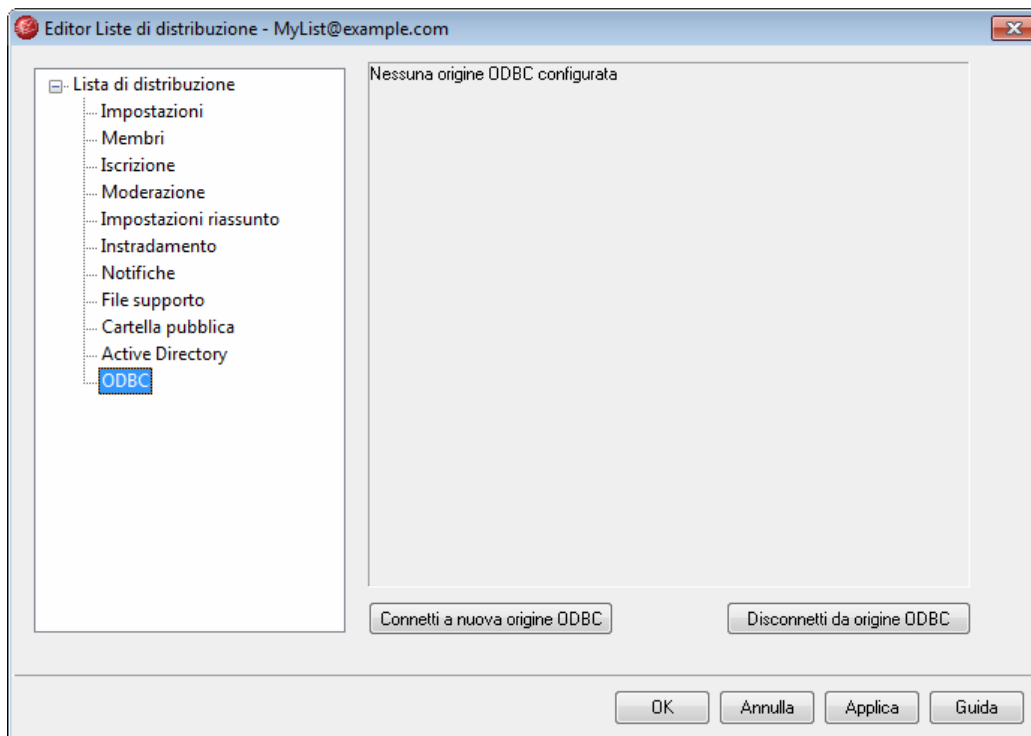 Editor Liste di distribuzione - MyList@example.com
Lista di distribuzione
Impostazioni
Membri
Iscrizione
Moderazione
Impostazioni riassunto
Instradamento
Notifiche
File supporto
Cartella pubblica
Active Directory
ODBC
Nessuna origine ODBC configurata
Connetti a nuova origine ODBC
Disconnetti da origine ODBC
OK
Annulla
Applica
Guida